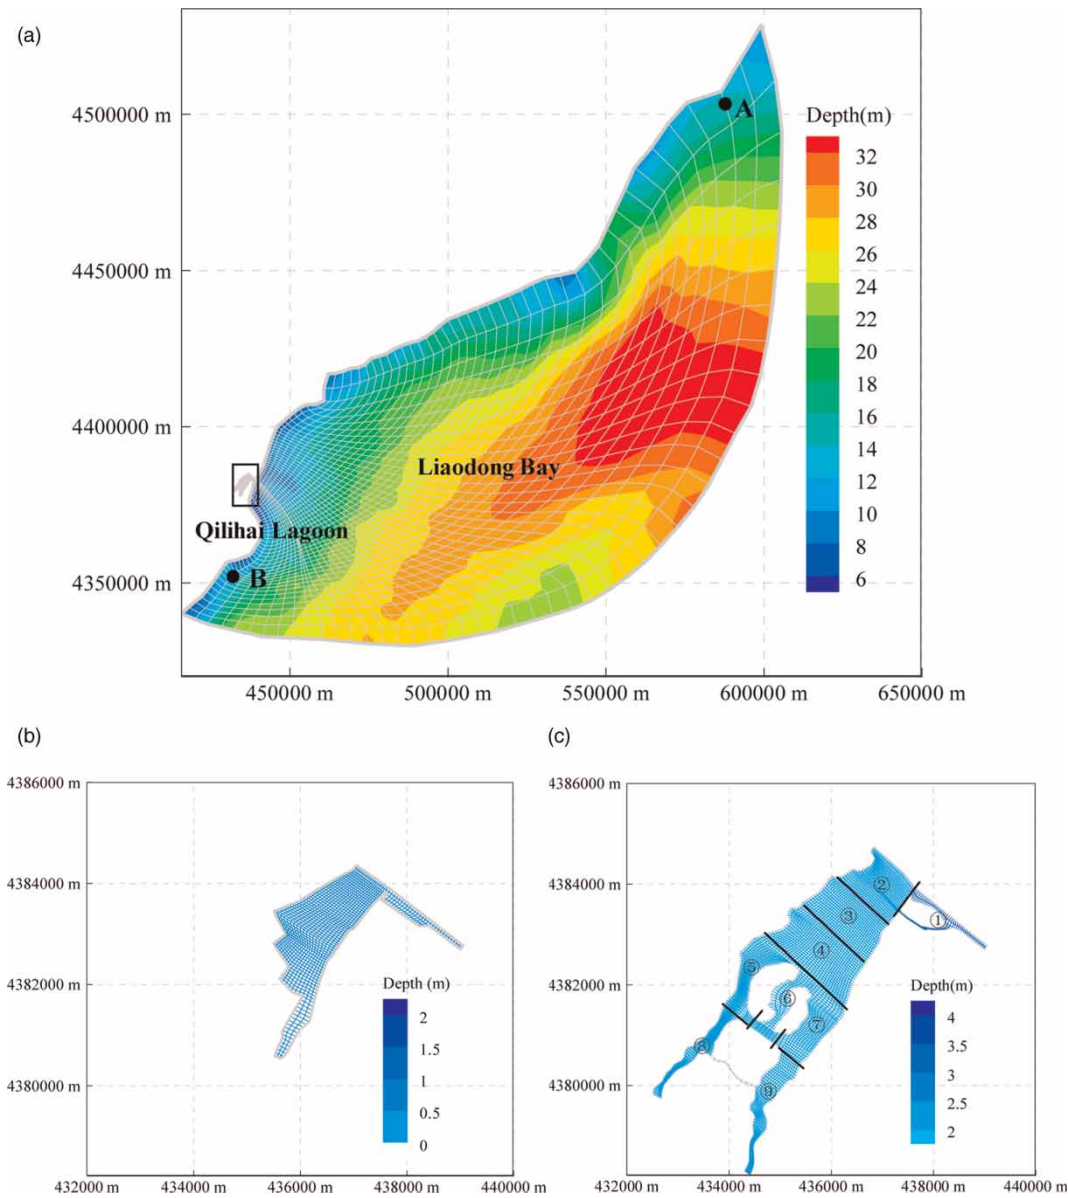 (a)
4500000 m
4450000 m
4400000 m
4350000 m
A
Liaodong Bay
Qilihai Lagoon
B
Depth(m)
32
30
28
26
24
22
20
18
16
14
12
10
8
6
450000 m
500000 m
550000 m
600000 m
650000 m
(b)
4386000 m
4384000 m
4382000 m
4380000 m
Depth (m)
2
1.5
1
0.5
0
432000 m
434000 m
436000 m
438000 m
440000 m
(c)
4386000 m
4384000 m
4382000 m
4380000 m
①
②
③
④
⑤
⑥
⑦
⑧
⑨
Depth(m)
4
3.5
3
2.5
2
432000 m
434000 m
436000 m
438000 m
440000 m